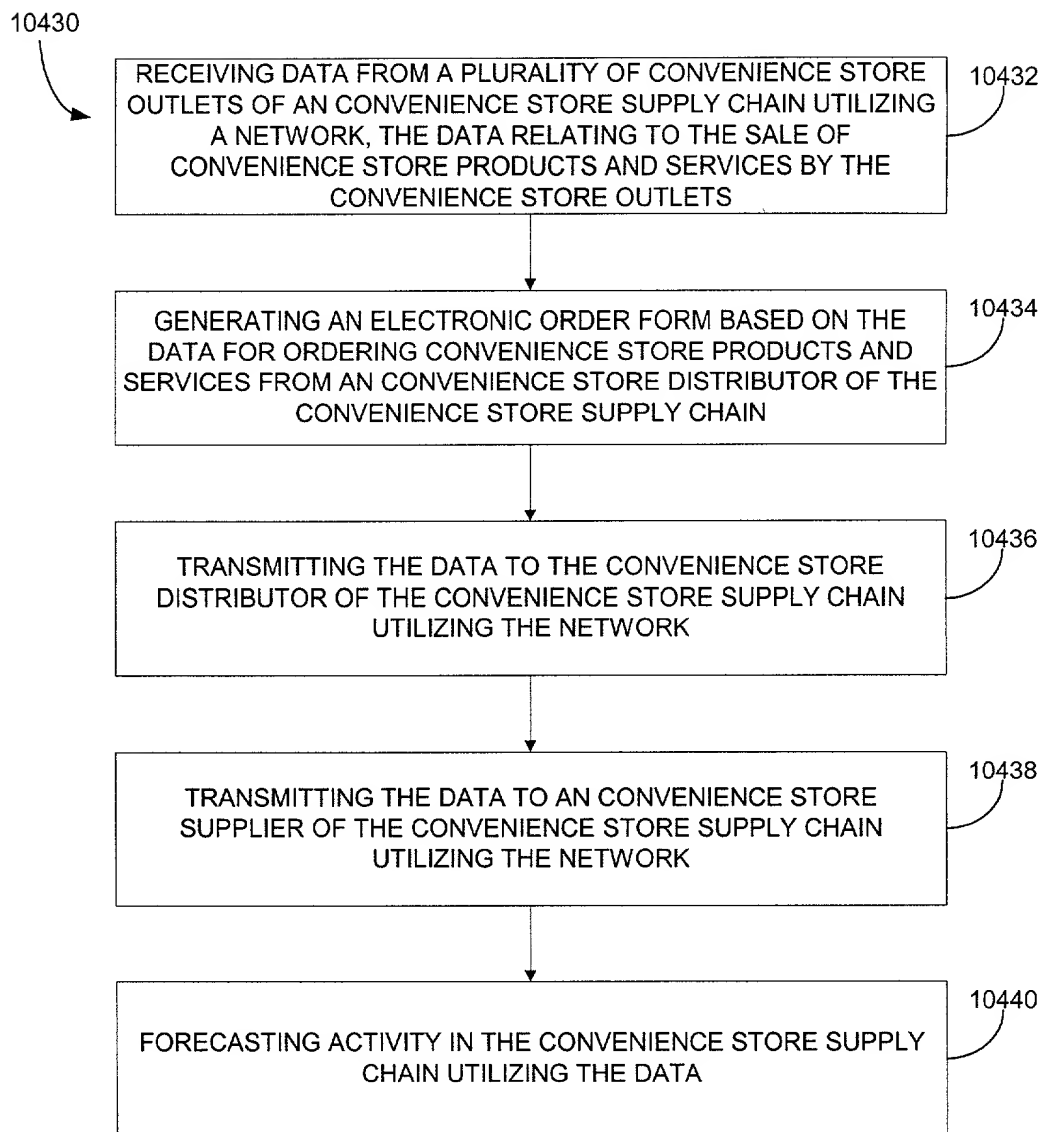 10430
RECEIVING DATA FROM A PLURALITY OF CONVENIENCE STORE
OUTLETS OF AN CONVENIENCE STORE SUPPLY CHAIN UTILIZING
A NETWORK, THE DATA RELATING TO THE SALE OF
CONVENIENCE STORE PRODUCTS AND SERVICES BY THE
CONVENIENCE STORE OUTLETS
10432
GENERATING AN ELECTRONIC ORDER FORM BASED ON THE
DATA FOR ORDERING CONVENIENCE STORE PRODUCTS AND
SERVICES FROM AN CONVENIENCE STORE DISTRIBUTOR OF THE
CONVENIENCE STORE SUPPLY CHAIN
10434
TRANSMITTING THE DATA TO THE CONVENIENCE STORE
DISTRIBUTOR OF THE CONVENIENCE STORE SUPPLY CHAIN
UTILIZING THE NETWORK
10436
TRANSMITTING THE DATA TO AN CONVENIENCE STORE
SUPPLIER OF THE CONVENIENCE STORE SUPPLY CHAIN
UTILIZING THE NETWORK
10438
FORECASTING ACTIVITY IN THE CONVENIENCE STORE SUPPLY
CHAIN UTILIZING THE DATA
10440